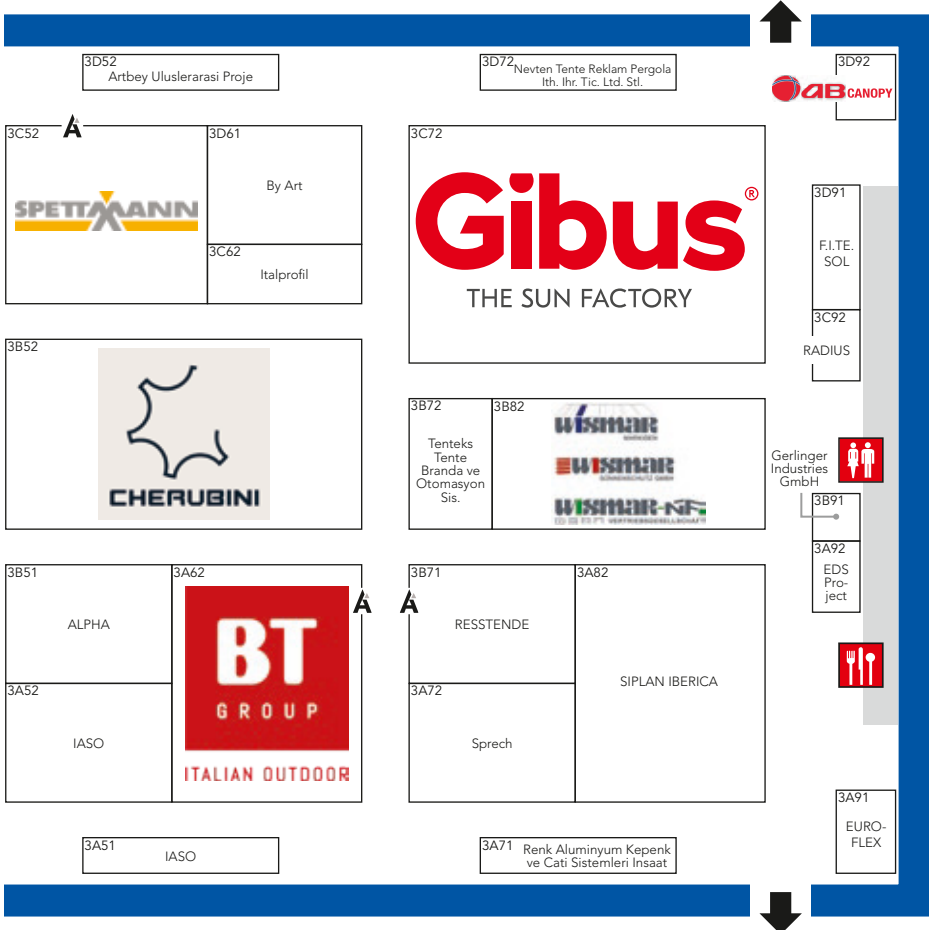 3D52
Artbey Uluslerarasi Proje
3D72
Nevten Tente Reklam Pergola
Ith. Ihr. Tic. Ltd. Stl.
3D92
AB CANOPY
3C52
SPETTMANN
3D61
By Art
3C62
Italprofil
3C72
Gibus®
THE SUN FACTORY
3D91
F.I.TE.
SOL
3C92
RADIUS
3B52
CHERUBINI
3B72
Tenteks
Tente
Branda ve
Otomasyon
Sis.
3B82
WISMAR
WISMAR
SONNENSCHUTZ GMBH
WISMAR-NF.
VERTRIEBSGESELLSCHAFT
Gerlinger
Industries
GmbH
3B91
3A92
EDS
Pro-
ject
3B51
ALPHA
3A62
BT
GROUP
ITALIAN OUTDOOR
3A52
IASO
3B71
RESSTENDE
3A72
Sprech
3A82
SIPLAN IBERICA
3A51
IASO
3A71
Renk Aluminyum Kepenk
ve Cati Sistemleri Insaat
3A91
EURO-
FLEX